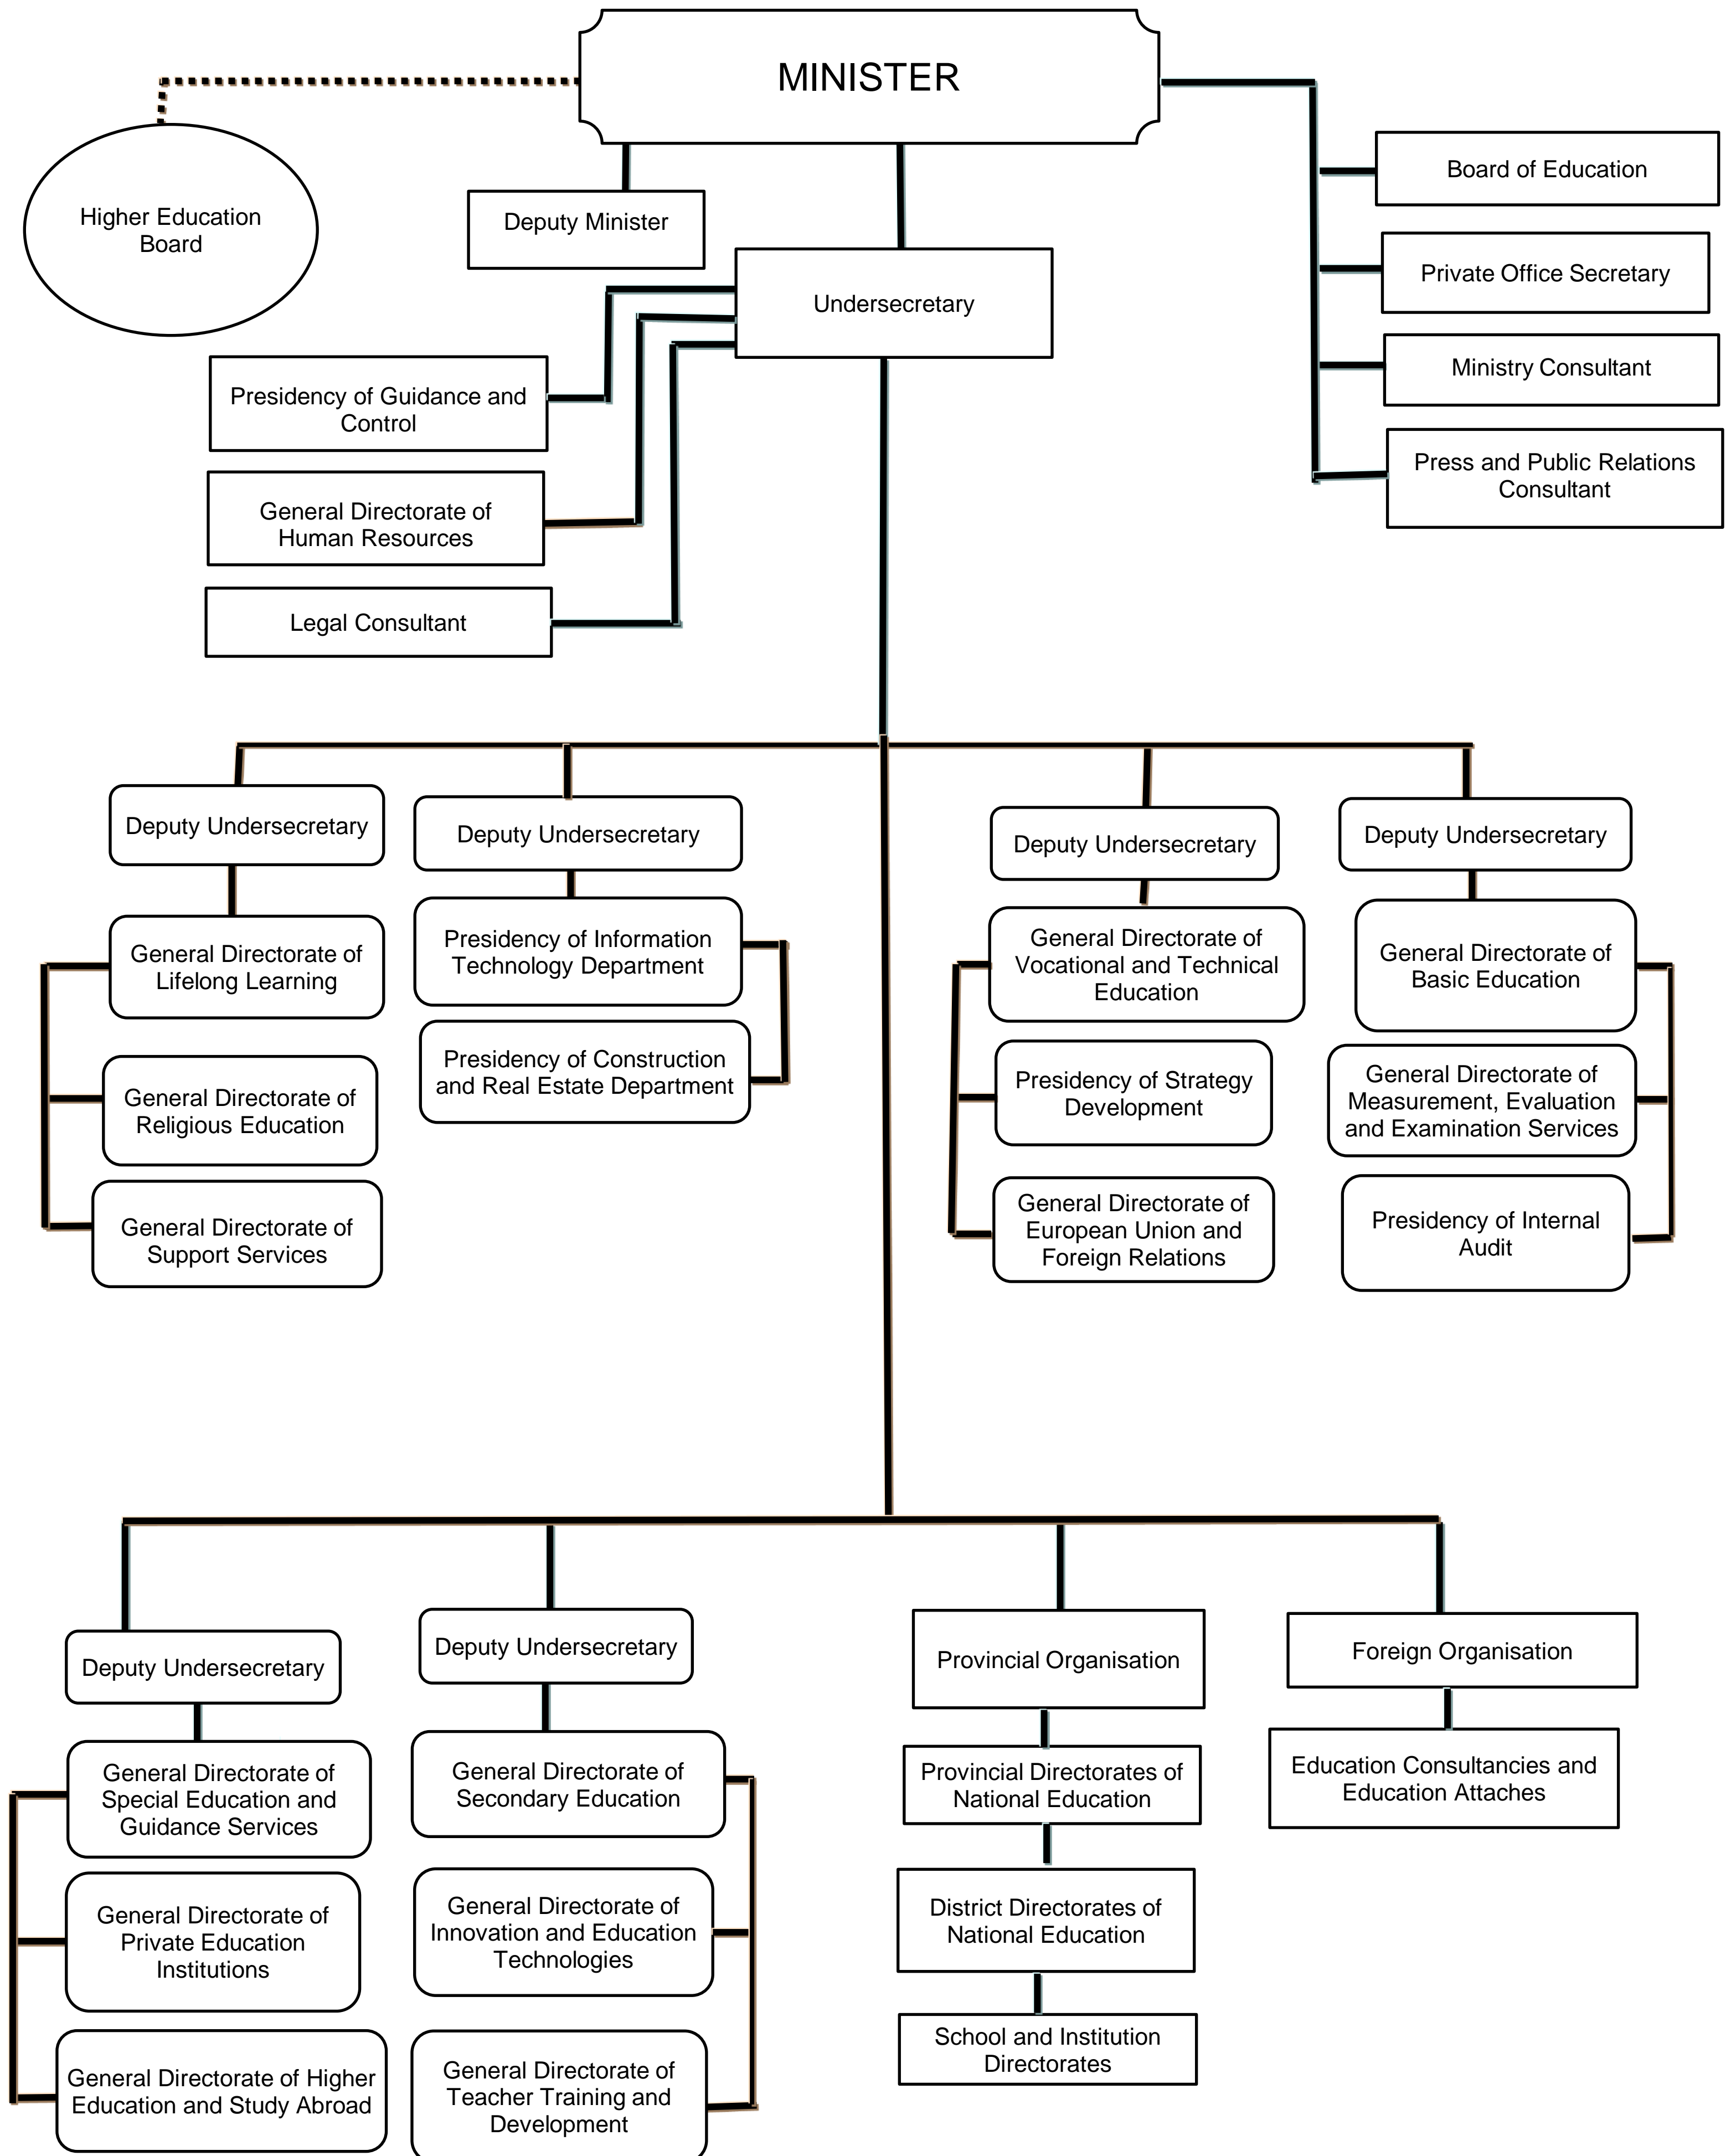 MINISTER
Higher Education
Board
Deputy Minister
Undersecretary
Board of Education
Private Office Secretary
Ministry Consultant
Press and Public Relations
Consultant
Presidency of Guidance and
Control
General Directorate of
Human Resources
Legal Consultant
Deputy Undersecretary
General Directorate of
Lifelong Learning
General Directorate of
Religious Education
General Directorate of
Support Services
Deputy Undersecretary
Presidency of Information
Technology Department
Presidency of Construction
and Real Estate Department
Deputy Undersecretary
General Directorate of
Vocational and Technical
Education
Presidency of Strategy
Development
General Directorate of
European Union and
Foreign Relations
Deputy Undersecretary
General Directorate of
Basic Education
General Directorate of
Measurement, Evaluation
and Examination Services
Presidency of Internal
Audit
Deputy Undersecretary
General Directorate of
Special Education and
Guidance Services
General Directorate of
Private Education
Institutions
General Directorate of Higher
Education and Study Abroad
Deputy Undersecretary
General Directorate of
Secondary Education
General Directorate of
Innovation and Education
Technologies
General Directorate of
Teacher Training and
Development
Provincial Organisation
Provincial Directorates of
National Education
District Directorates of
National Education
School and Institution
Directorates
Foreign Organisation
Education Consultancies and
Education Attaches